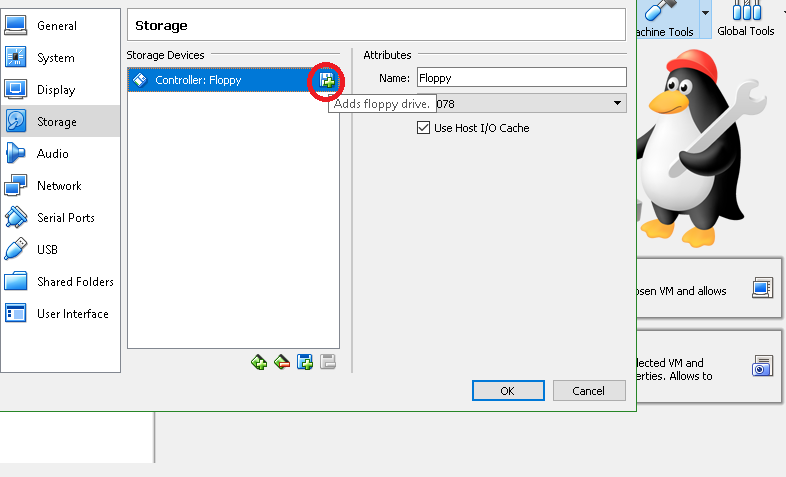 General
System
Display
Storage
Audio
Network
Serial Ports
USB
Shared Folders
User Interface
Storage
Storage Devices
Controller: Floppy
Adds floppy drive.
Attributes
Name: Floppy
078
Use Host I/O Cache
OK Cancel
achine Tools
Global Tools
osen VM and allows
lected VM and
erties. Allows to